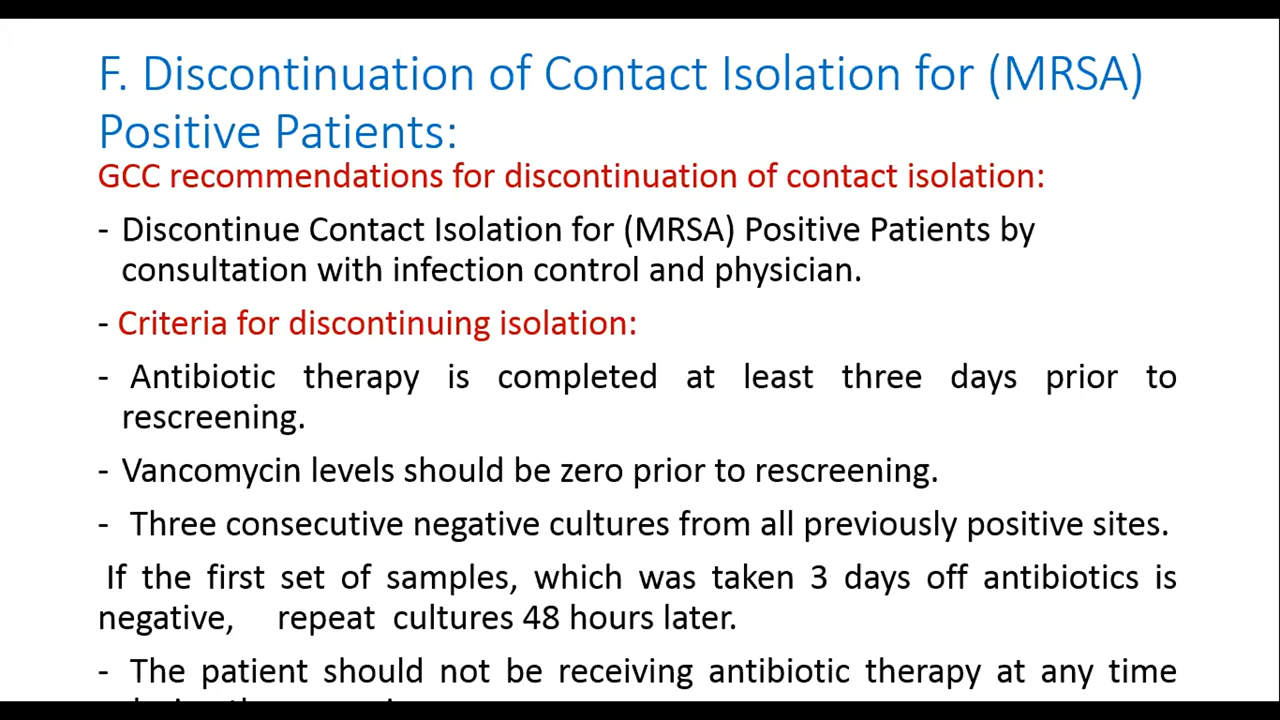 F. Discontinuation of Contact Isolation for (MRSA)
Positive Patients:
GCC recommendations for discontinuation of contact isolation:
- Discontinue Contact Isolation for (MRSA) Positive Patients by
consultation with infection control and physician.
- Criteria for discontinuing isolation:
- Antibiotic therapy is completed at least three days prior to
rescreening.
- Vancomycin levels should be zero prior to rescreening.
- Three consecutive negative cultures from all previously positive sites.
If the first set of samples, which was taken 3 days off antibiotics is
negative, repeat cultures 48 hours later.
- The patient should not be receiving antibiotic therapy at any time